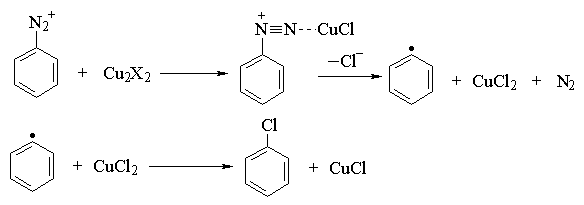 N₂⁺ + Cu₂X₂ N⁺≡N---CuCl −Cl⁻ • + CuCl₂ + N₂
• + CuCl₂ Cl + CuCl